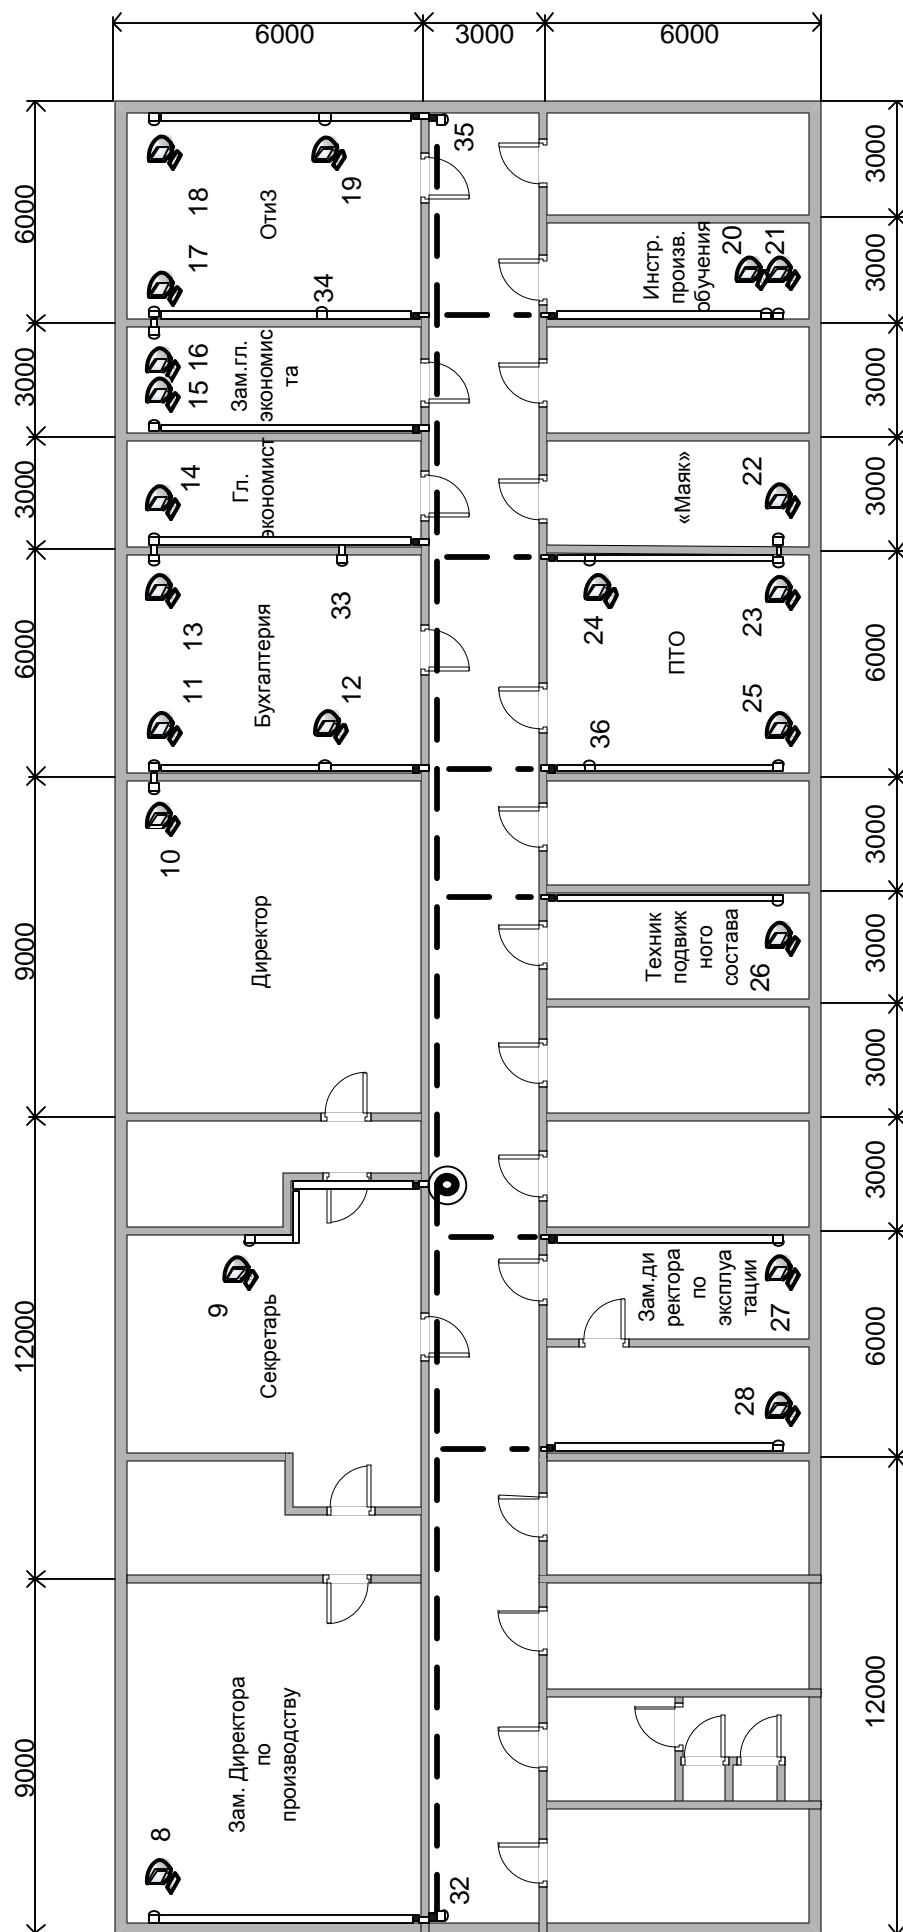 6000
3000
6000
6000
3000
3000
6000
9000
12000
9000
3000
3000
3000
3000
6000
3000
3000
3000
3000
6000
12000
35
18
19
17
ОтиЗ
34
16
15
Зам.гл.
экономис
та
14
Гл.
экономист
13
33
11
12
Бухгалтерия
10
Директор
9
Секретарь
Зам. Директора
по
производству
8
32
Инстр.
произв.
обучения
20
21
«Маяк»
22
24
23
ПТО
36
25
Техник
подвиж
ного
состава
26
Зам.ди
ректора
по
эксплуа
тации
27
28